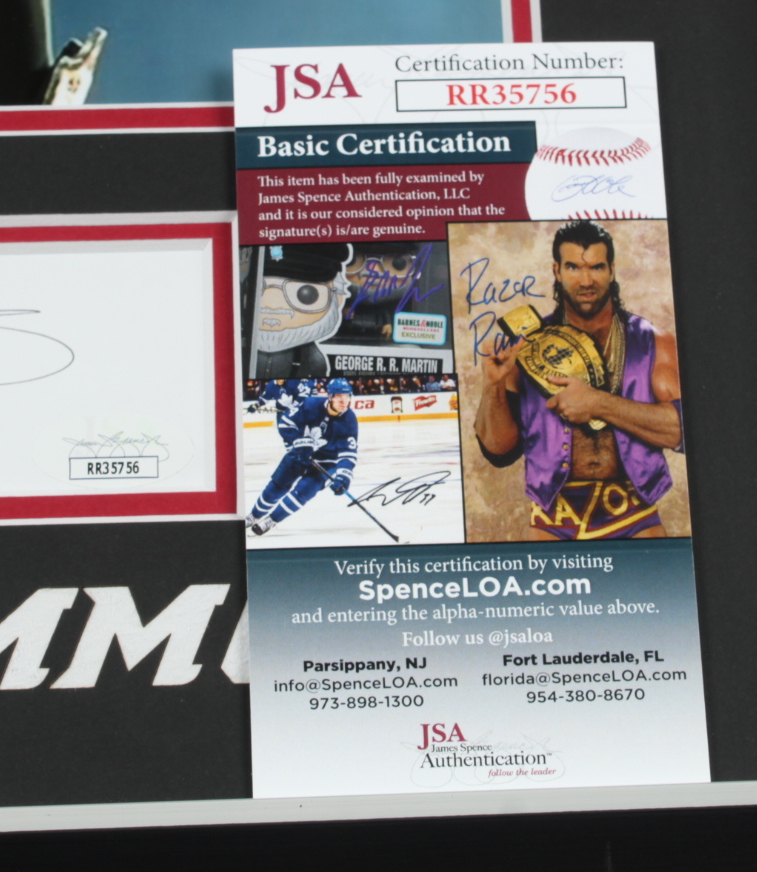 JSA
Certification Number:
RR35756
Basic Certification
This item has been fully examined by
James Spence Authentication, LLC
and it is our considered opinion that the
signature(s) is/are genuine.
BARNES & NOBLE
EXCLUSIVE
GEORGE R. R. MARTIN
Razor
Ramon
RAZOR
RR35756
MM
Verify this certification by visiting
SpenceLOA.com
and entering the alpha-numeric value above.
Follow us @jsaloa
Parsippany, NJ
info@SpenceLOA.com
973-898-1300
Fort Lauderdale, FL
florida@SpenceLOA.com
954-380-8670
JSA
James Spence
Authentication™
follow the leader